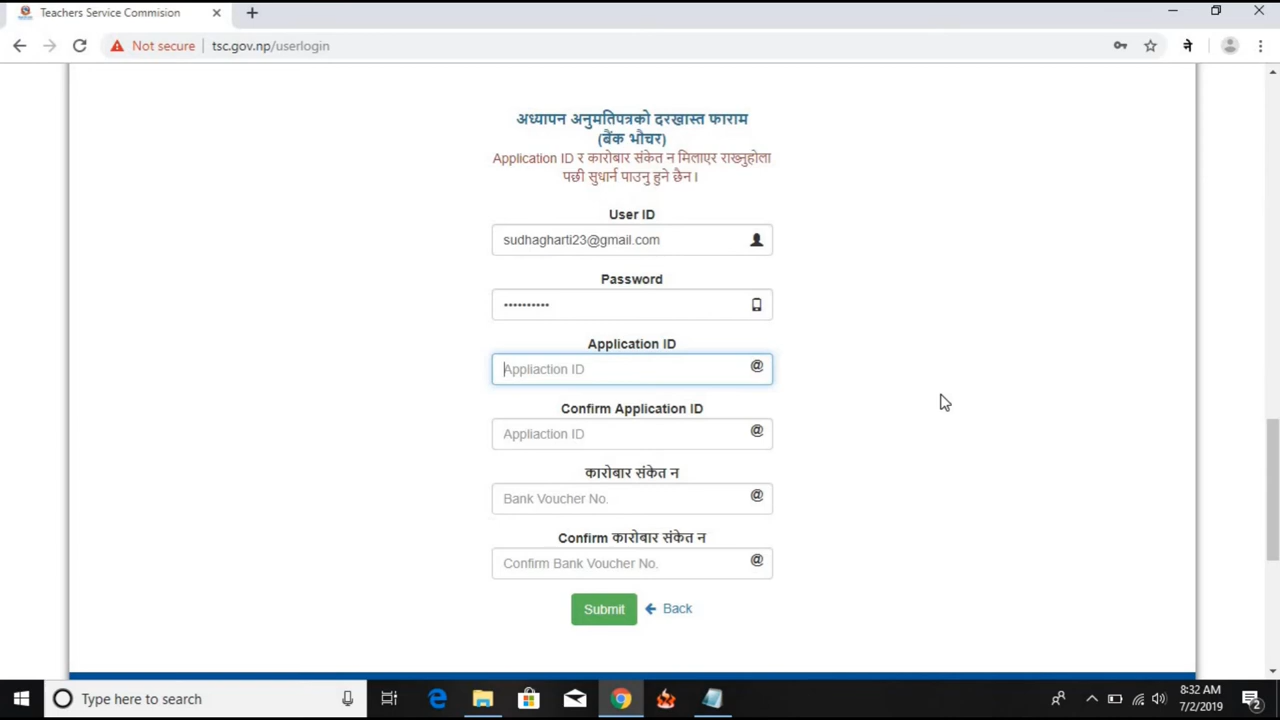 Teachers Service Commision
Not secure
tsc.gov.np/userlogin
ने
अध्यापन अनुमतिपत्रको दरखास्त फाराम
(बैंक भौचर)
Application ID र कारोबार संकेत न मिलाएर राख्नुहोला
पछी सुधार्न पाउनु हुने छैन ।
User ID
sudhagharti23@gmail.com
Password
••••••••••
Application ID
Appliaction ID
@
Confirm Application ID
Appliaction ID
@
कारोबार संकेत न
Bank Voucher No.
@
Confirm कारोबार संकेत न
Confirm Bank Voucher No.
@
Submit
Back
Type here to search
8:32 AM
7/2/2019
2